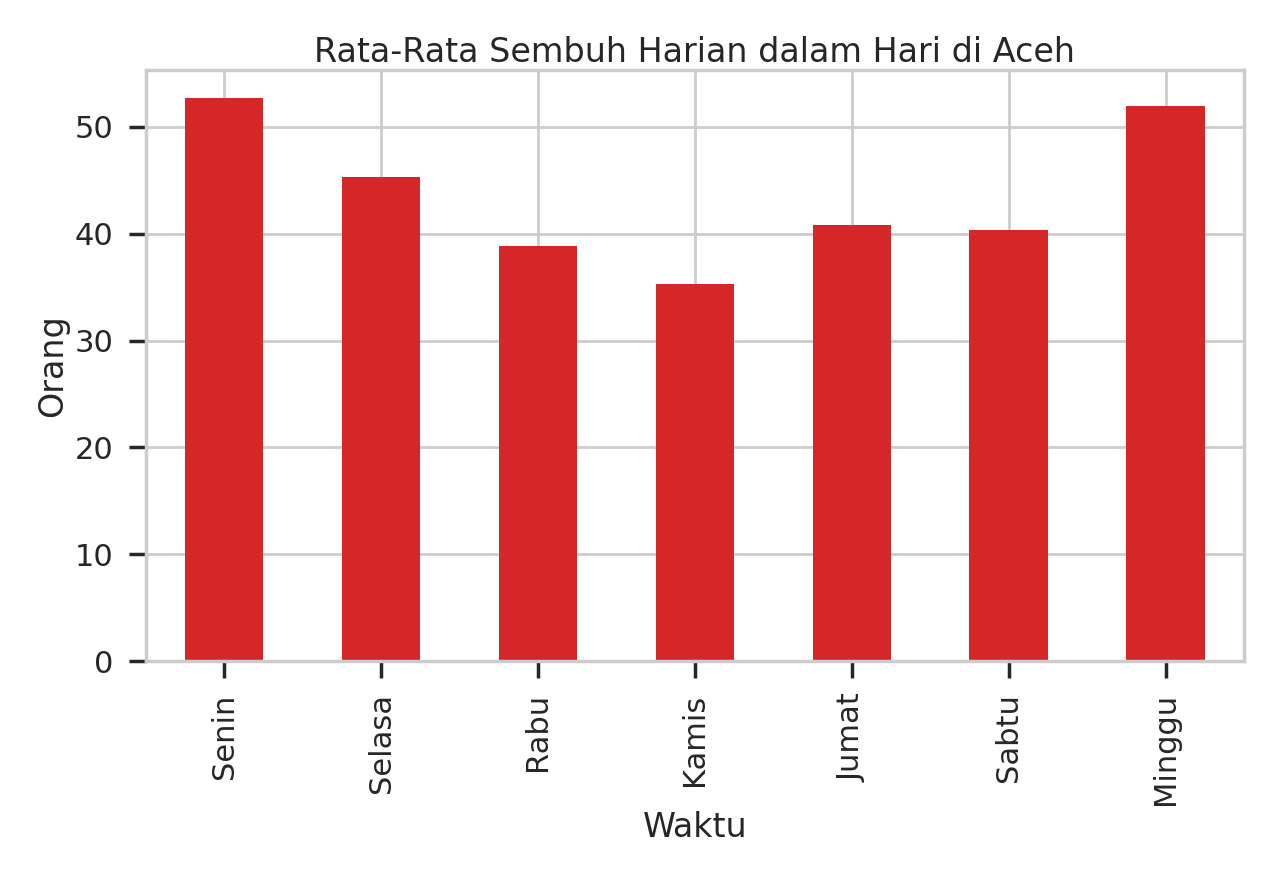 Rata-Rata Sembuh Harian dalam Hari di Aceh
Orang
50
40
30
20
10
0
Senin
Selasa
Rabu
Kamis
Jumat
Sabtu
Minggu
Waktu